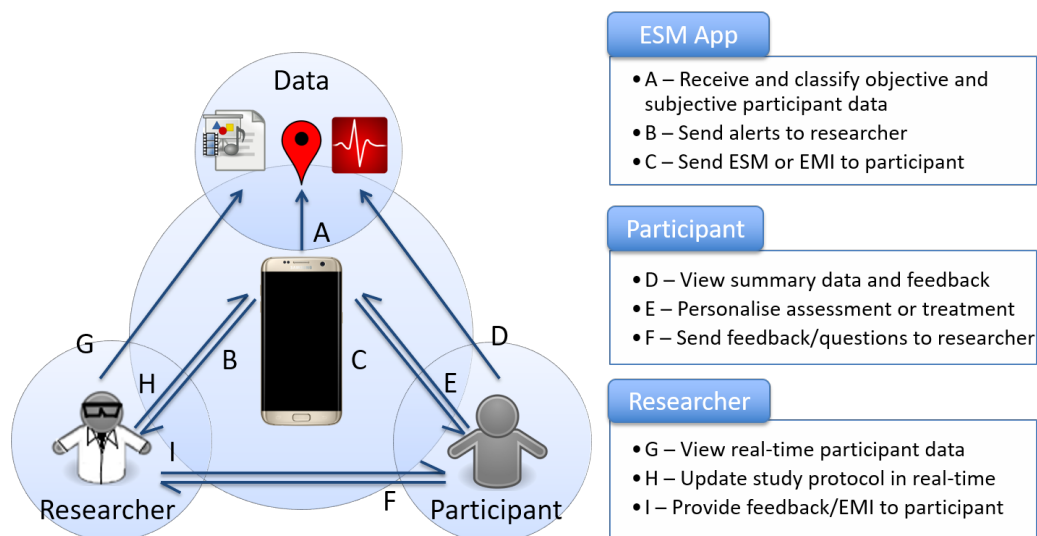 Data
A
G
D
H
B
C
E
I
F
Researcher
Participant
ESM App
• A – Receive and classify objective and
subjective participant data
• B – Send alerts to researcher
• C – Send ESM or EMI to participant
Participant
• D – View summary data and feedback
• E – Personalise assessment or treatment
• F – Send feedback/questions to researcher
Researcher
• G – View real-time participant data
• H – Update study protocol in real-time
• I – Provide feedback/EMI to participant